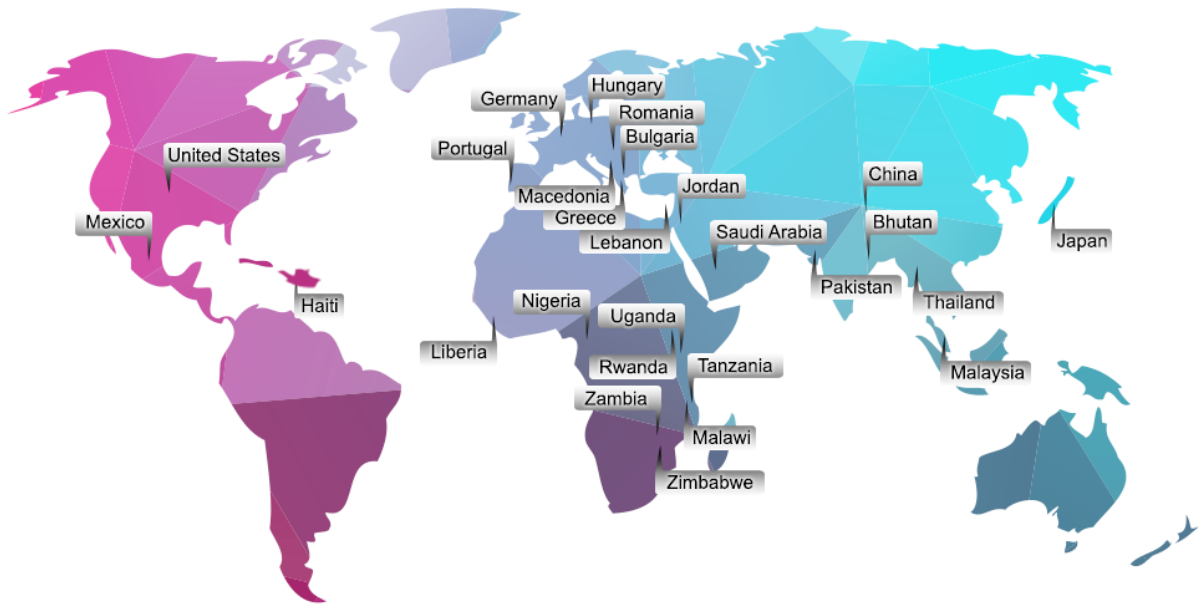 Hungary
Germany
Romania
Bulgaria
Portugal
United States
China
Jordan
Macedonia
Greece
Mexico
Bhutan
Saudi Arabia
Lebanon
Japan
Pakistan
Nigeria
Haiti
Thailand
Uganda
Liberia
Rwanda
Tanzania
Malaysia
Zambia
Malawi
Zimbabwe